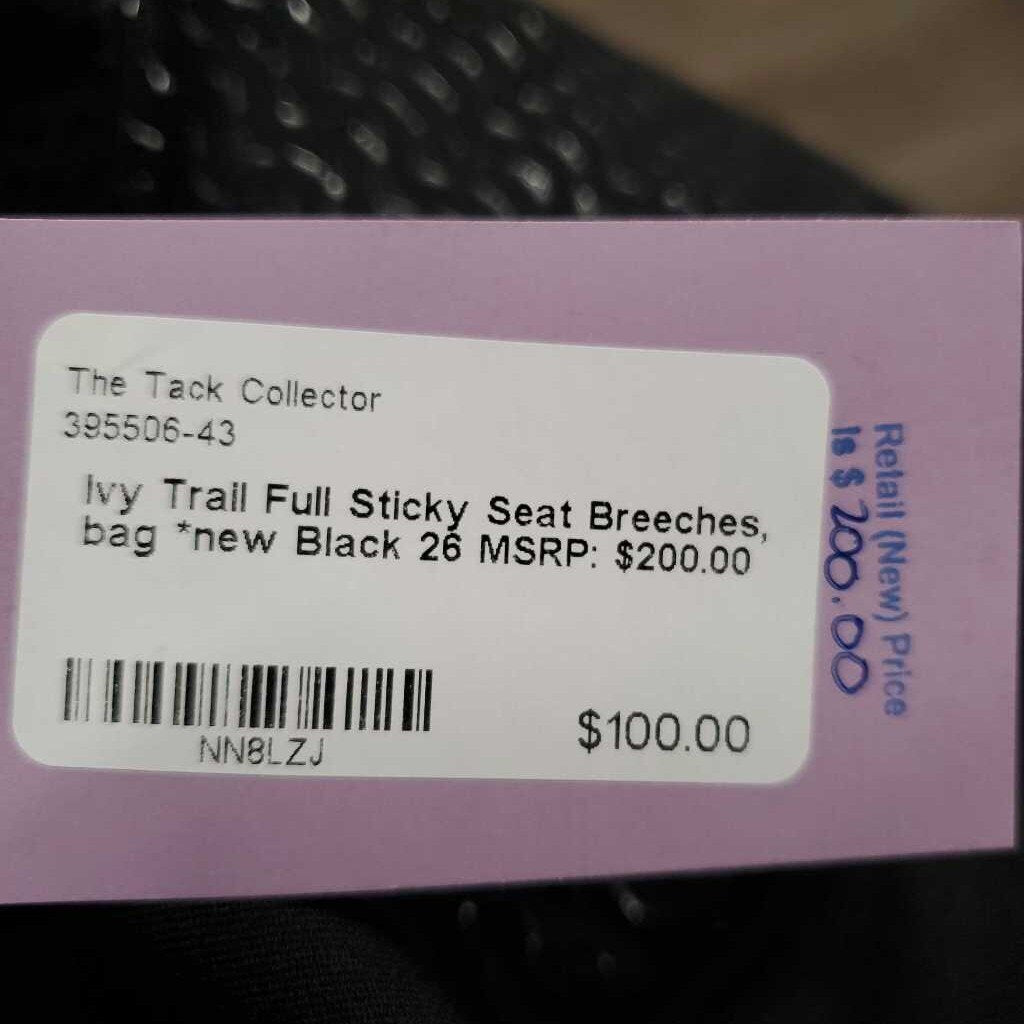 The Tack Collector
395506-43
Ivy Trail Full Sticky Seat Breeches,
bag *new Black 26 MSRP: $200.00
NN8LZJ
$100.00
Retail (New) Price
Is $ 200.00